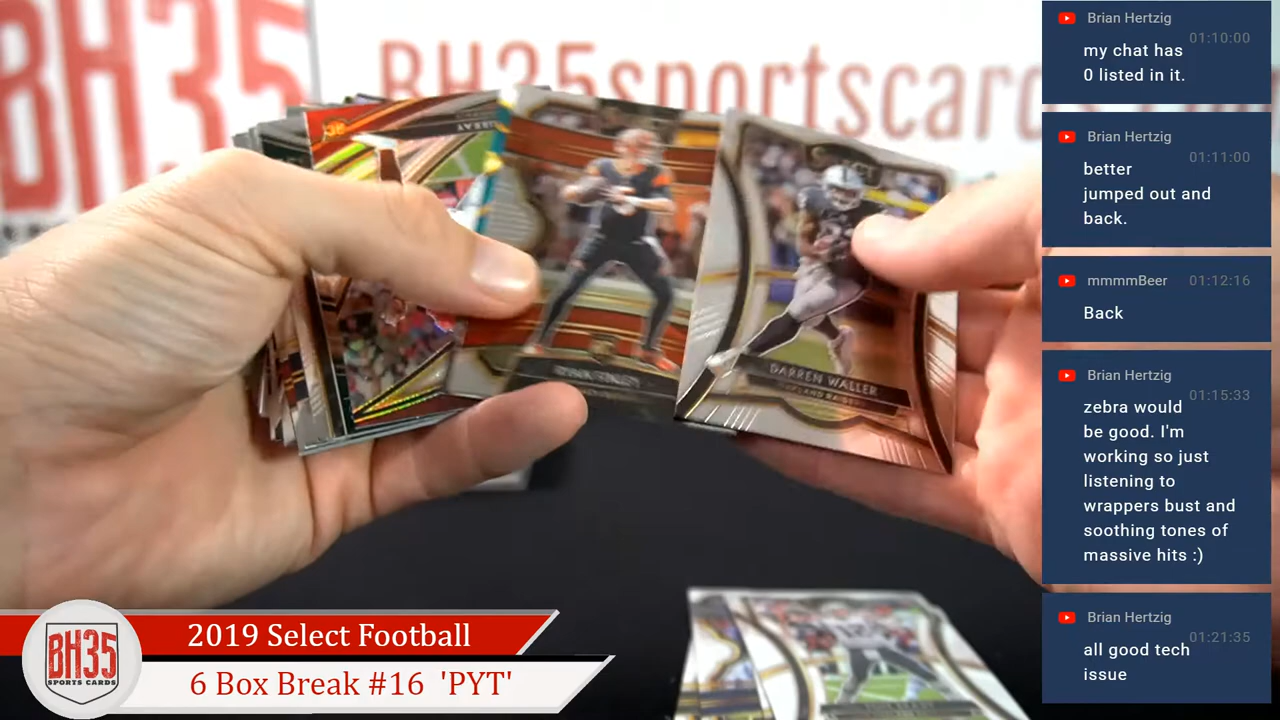 BH35
BH35sportscards
DARREN WALLER
RYAN FINLEY
2019 Select Football
6 Box Break #16 'PYT'
BH35
SPORTS CARDS
Brian Hertzig
01:10:00
my chat has
0 listed in it.
Brian Hertzig
01:11:00
better
jumped out and
back.
mmmmBeer 01:12:16
Back
Brian Hertzig
01:15:33
zebra would
be good. I'm
working so just
listening to
wrappers bust and
soothing tones of
massive hits :)
Brian Hertzig
01:21:35
all good tech
issue